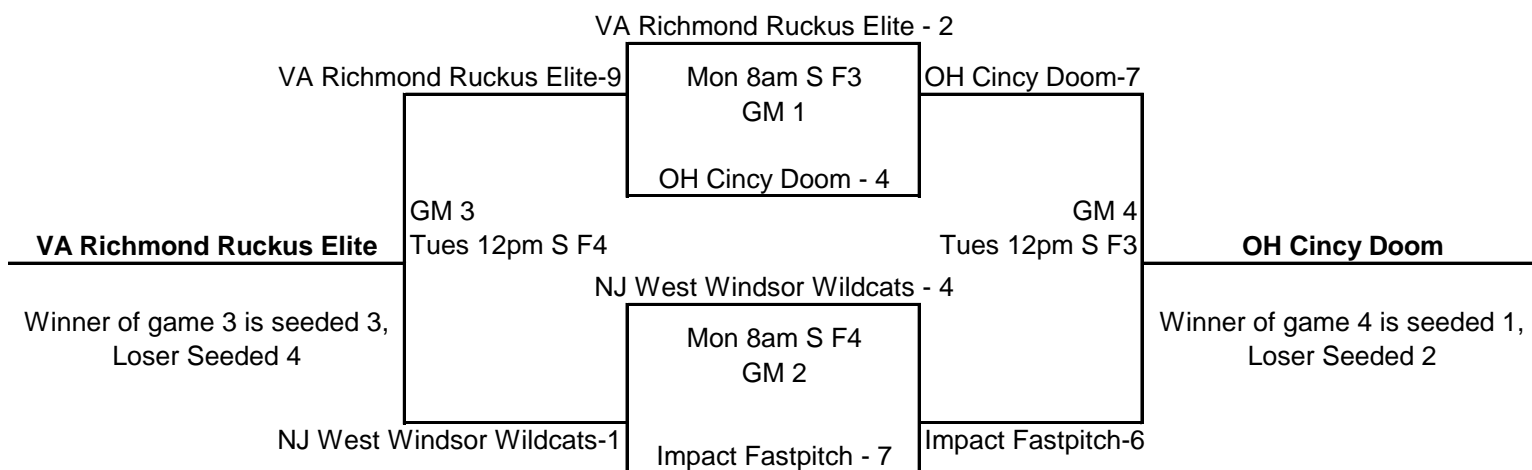 VA Richmond Ruckus Elite - 2
VA Richmond Ruckus Elite-9
Mon 8am S F3
OH Cincy Doom-7
GM 1
OH Cincy Doom - 4
GM 3
GM 4
VA Richmond Ruckus Elite
Tues 12pm S F4
Tues 12pm S F3
OH Cincy Doom
NJ West Windsor Wildcats - 4
Winner of game 3 is seeded 3,
Loser Seeded 4
Mon 8am S F4
GM 2
Winner of game 4 is seeded 1,
Loser Seeded 2
NJ West Windsor Wildcats-1
Impact Fastpitch - 7
Impact Fastpitch-6